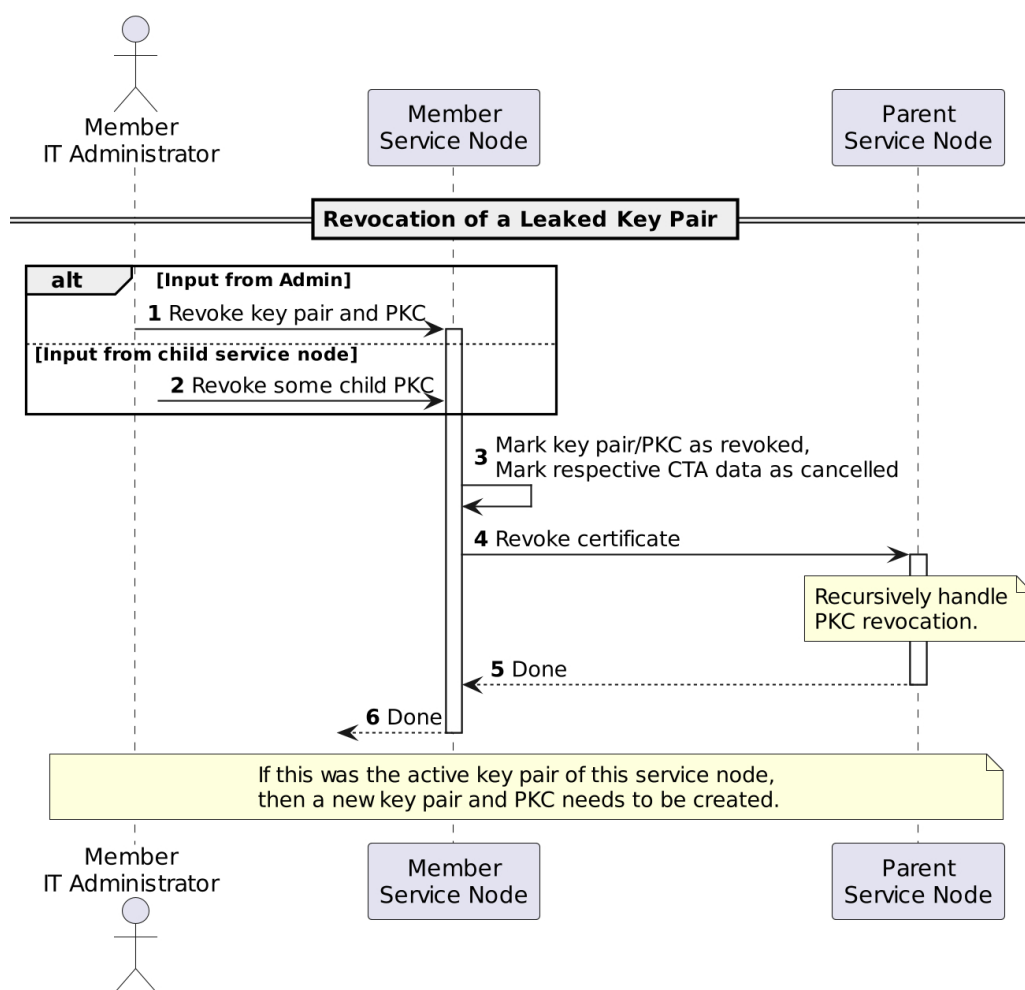 Member
IT Administrator
Member
Service Node
Parent
Service Node
Revocation of a Leaked Key Pair
alt [Input from Admin]
1 Revoke key pair and PKC
[Input from child service node]
2 Revoke some child PKC
3 Mark key pair/PKC as revoked,
Mark respective CTA data as cancelled
4 Revoke certificate
Recursively handle
PKC revocation.
5 Done
6 Done
If this was the active key pair of this service node,
then a new key pair and PKC needs to be created.
Member
IT Administrator
Member
Service Node
Parent
Service Node